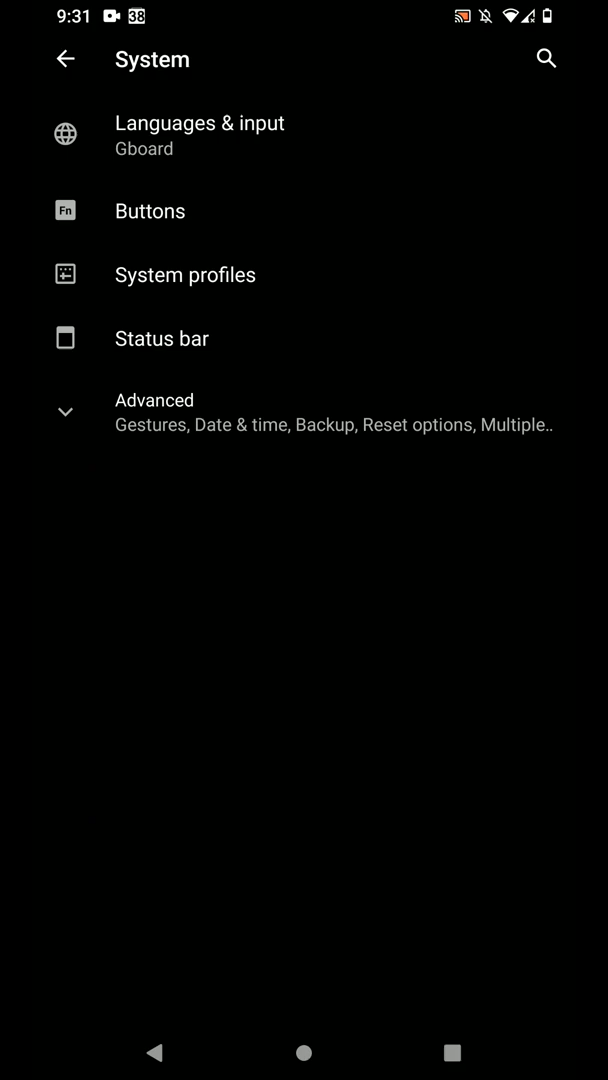 9:31 38
System
Languages & input
Gboard
Fn Buttons
System profiles
Status bar
Advanced
Gestures, Date & time, Backup, Reset options, Multiple..